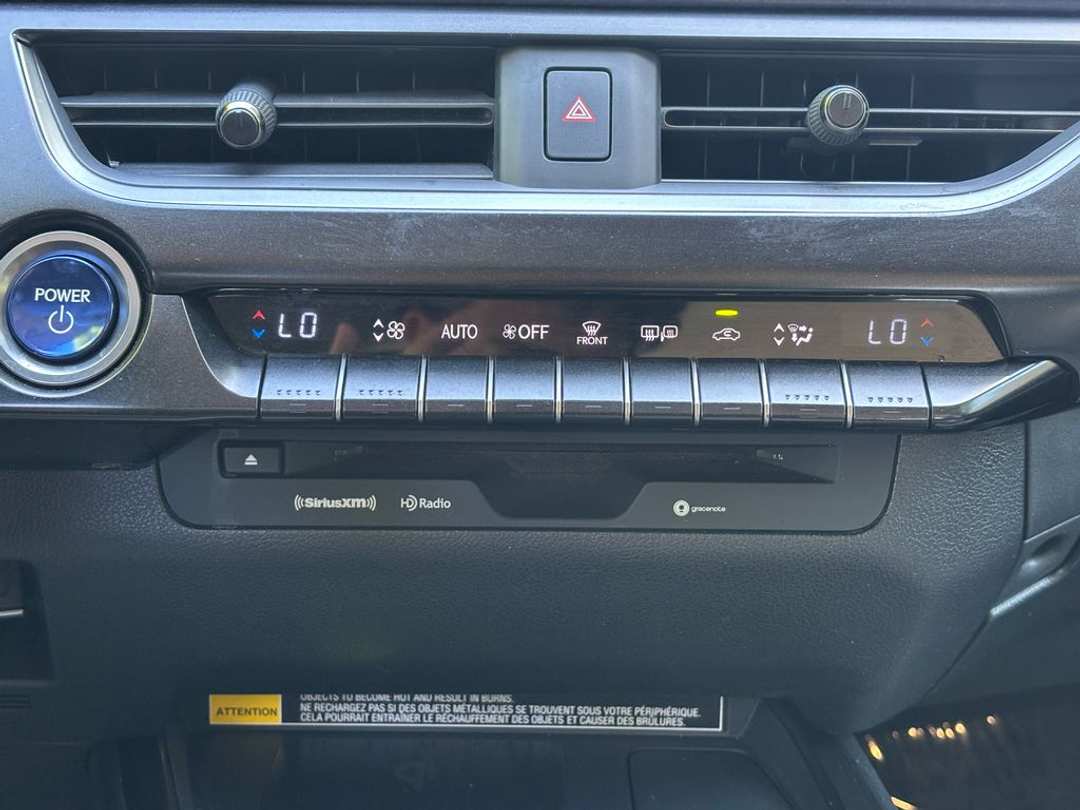 POWER
LO
AUTO
OFF
FRONT
LO
((SiriusXM))
HD Radio
gracenote
ATTENTION
OBJECTS TO BECOME HOT AND RESULT IN BURNS.
NE RECHARGEZ PAS SI DES OBJETS MÉTALLIQUES SE TROUVENT SOUS VOTRE PÉRIPHÉRIQUE.
CELA POURRAIT ENTRAÎNER LE RÉCHAUFFEMENT DES OBJETS ET CAUSER DES BRÛLURES.